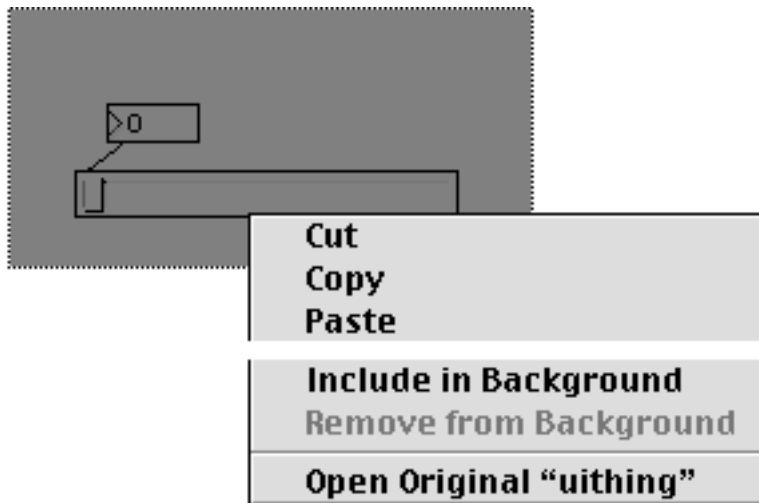 0
Cut
Copy
Paste
Include in Background
Remove from Background
Open Original “uithing”